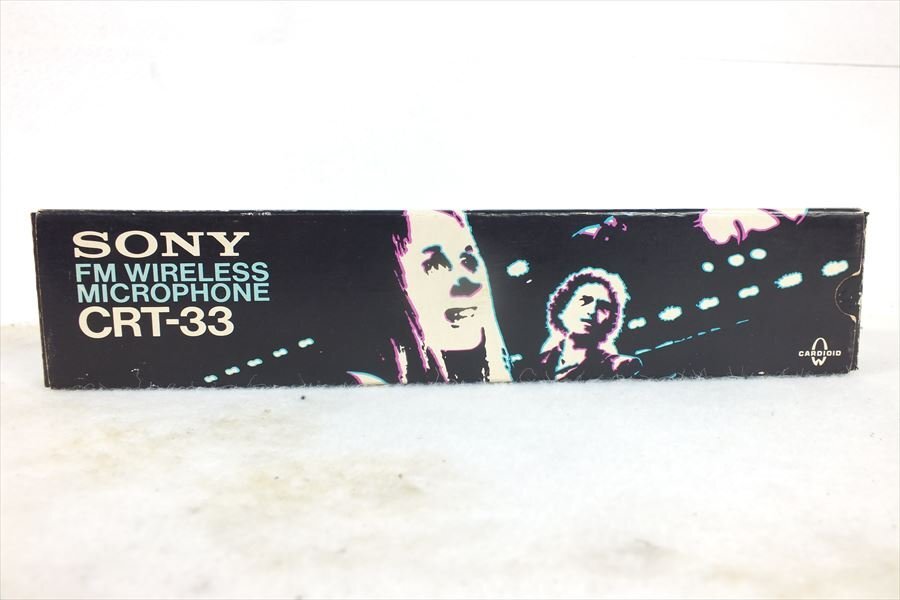 SONY
FM WIRELESS
MICROPHONE
CRT-33
CARDIOID